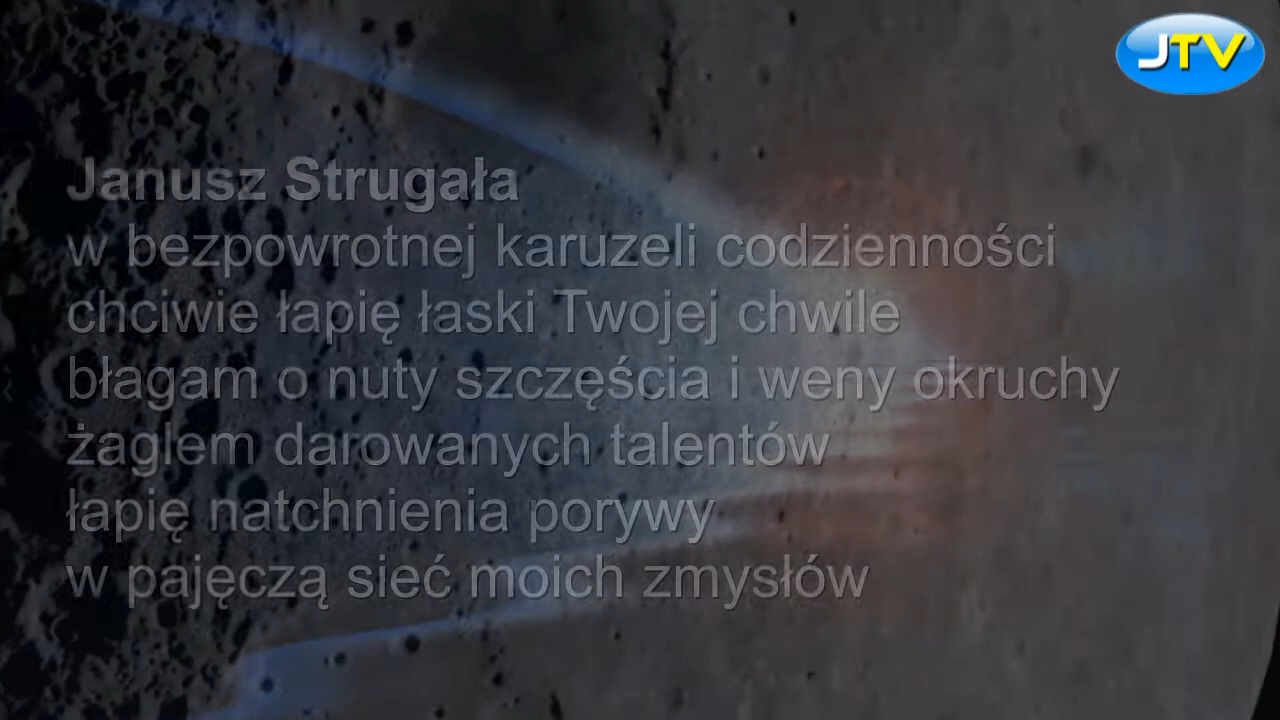 JTV
Janusz Strugała
w bezpowrotnej karuzeli codzienności
chciwie łapię łaski Twojej chwile
błagam o nuty szczęścia i weny okruchy
żaglem darowanych talentów
łapię natchnienia porywy
w pajęczą sieć moich zmysłów